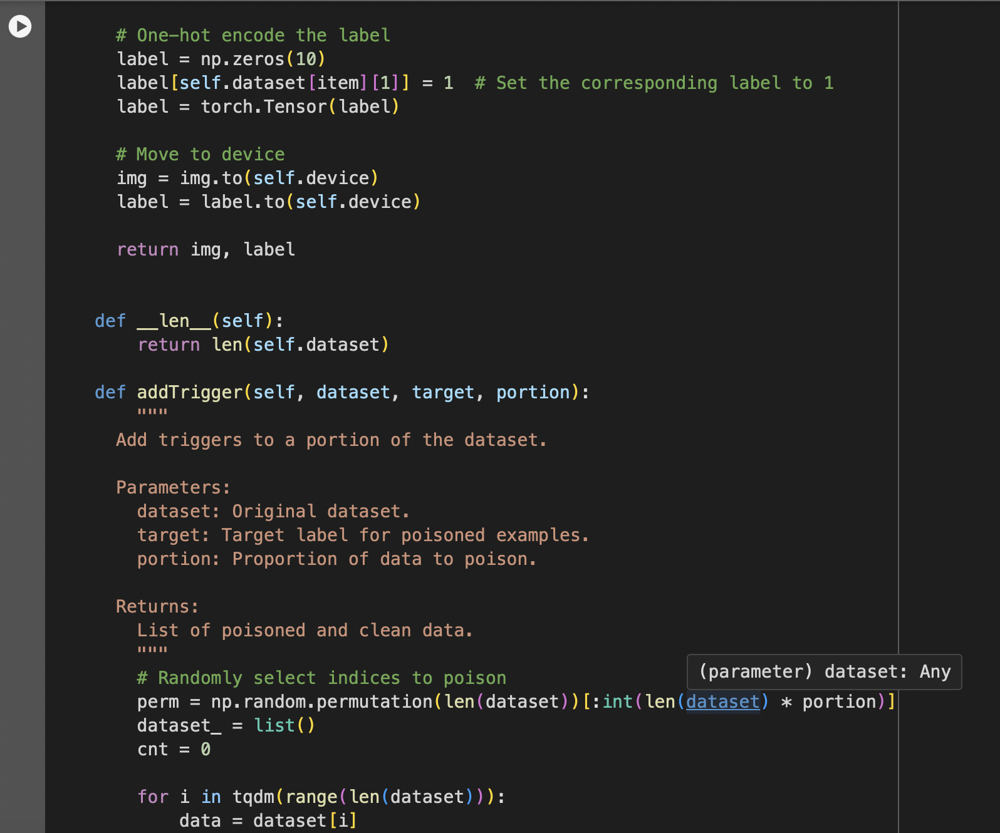 # One-hot encode the label
label = np.zeros(10)
label[self.dataset[item][1]] = 1  # Set the corresponding label to 1
label = torch.Tensor(label)
# Move to device
img = img.to(self.device)
label = label.to(self.device)
return img, label
def __len__(self):
return len(self.dataset)
def addTrigger(self, dataset, target, portion):
"""
Add triggers to a portion of the dataset.
Parameters:
dataset: Original dataset.
target: Target label for poisoned examples.
portion: Proportion of data to poison.
Returns:
List of poisoned and clean data.
"""
(parameter) dataset: Any
# Randomly select indices to poison
perm = np.random.permutation(len(dataset))[:int(len(dataset) * portion)]
dataset_ = list()
cnt = 0
for i in tqdm(range(len(dataset))):
data = dataset[i]